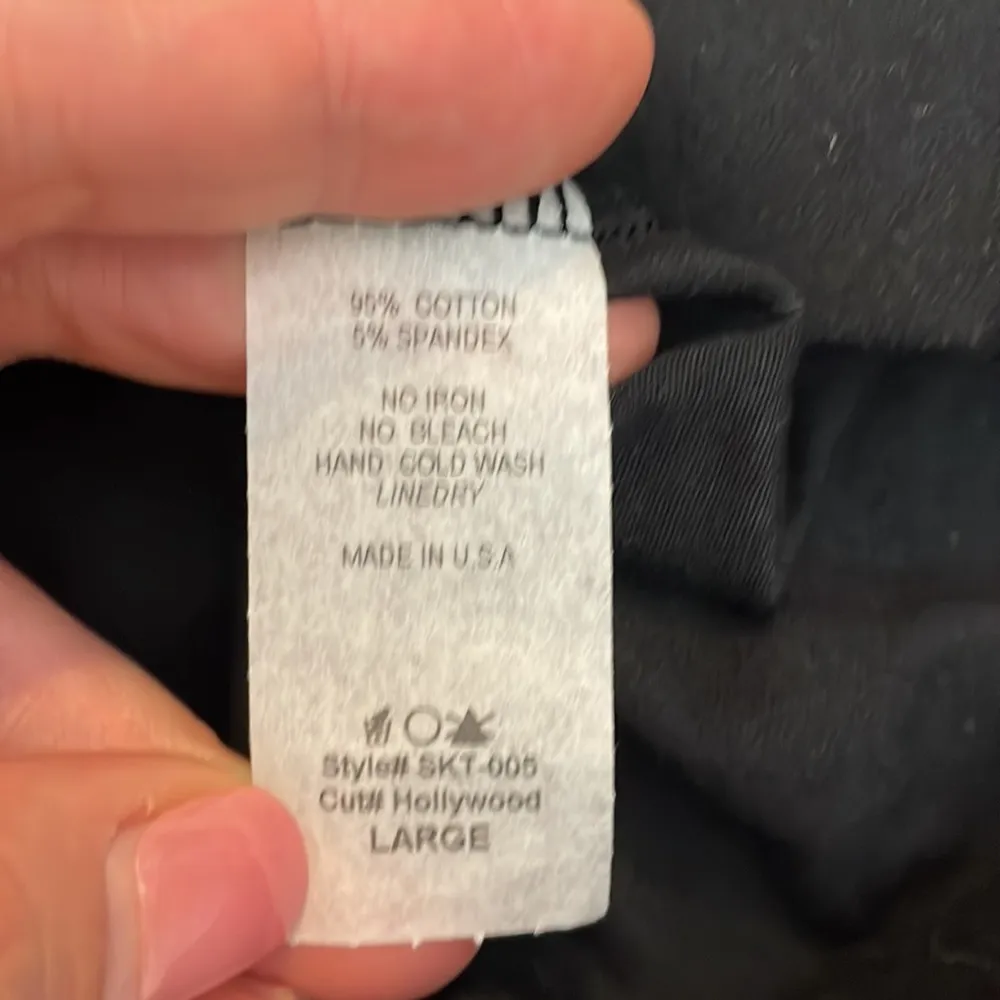 95% COTTON
5% SPANDEX
NO IRON
NO BLEACH
HAND COLD WASH
LINEDRY
MADE IN U.S.A
Style# SKT-005
Cut# Hollywood
LARGE